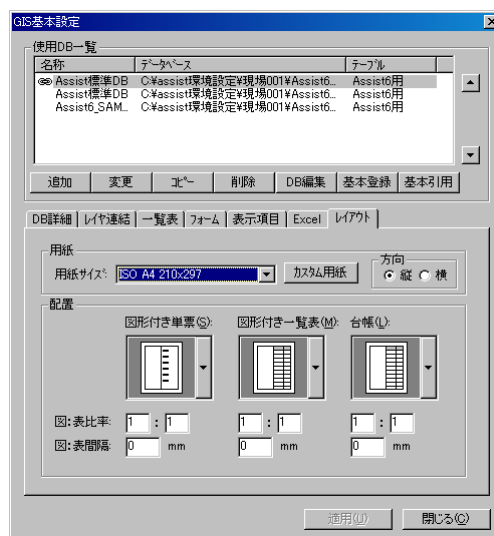 GIS基本設定
使用DB一覧
名称 ﾃﾞｰﾀﾍﾞｰｽ ﾃｰﾌﾞﾙ
Assist標準DB C:¥assist環境設定¥現場001¥Assist6... Assist6用
Assist標準DB C:¥assist環境設定¥現場001¥Assist6... Assist6用
Assist6_SAM... C:¥assist環境設定¥現場001¥Assist6... Assist6用
追加 変更 ｺﾋﾟｰ 削除 DB編集 基本登録 基本引用
DB詳細 ﾚｲﾔ連結 一覧表 ﾌｫｰﾑ 表示項目 Excel ﾚｲｱｳﾄ
用紙
用紙ｻｲｽﾞ: ISO A4 210x297 ｶｽﾀﾑ用紙 方向 縦 横
配置
図形付き単票(S): 図形付き一覧表(M): 台帳(L):
図:表比率: 1 : 1 1 : 1 1 : 1
図:表間隔: 0 mm 0 mm 0 mm
適用(U) 閉じる(C)